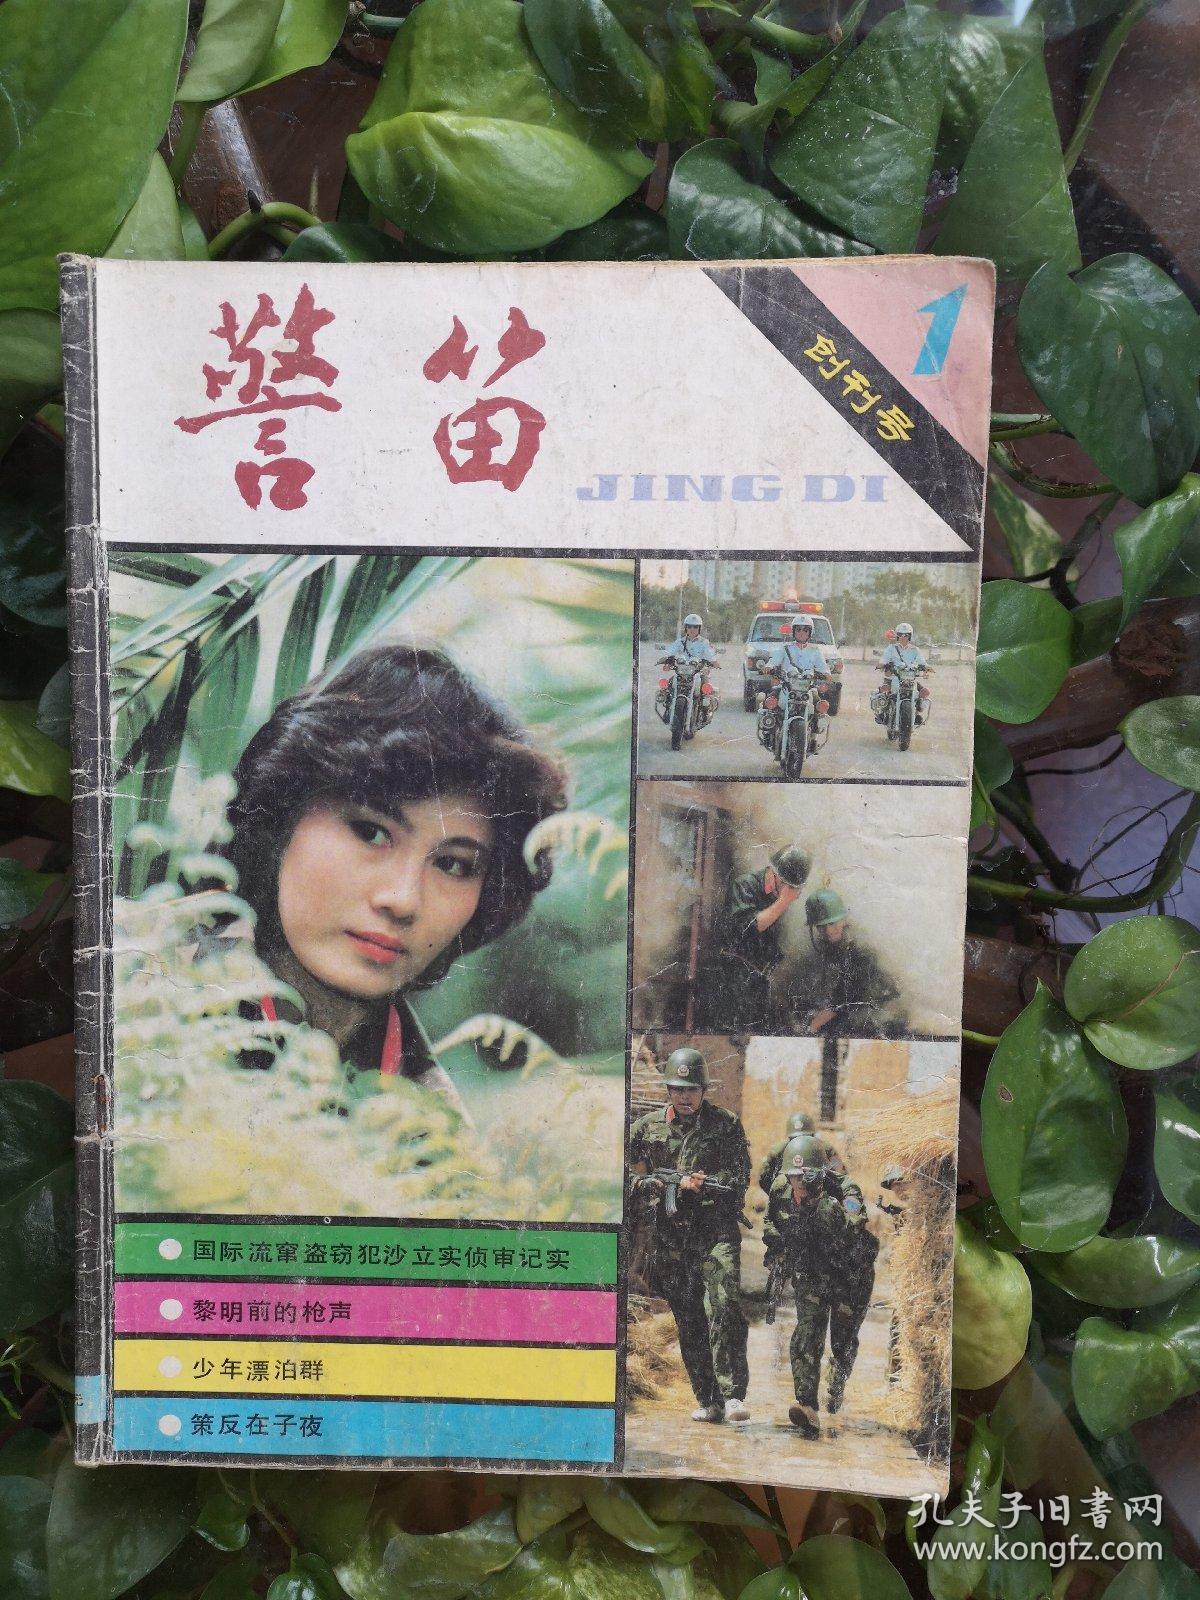 警笛
JING DI
创刊号
1
国际流窜盗窃犯沙立实侦审记实
黎明前的枪声
少年漂泊群
策反在子夜
元
孔夫子旧书网
www.kongfz.com